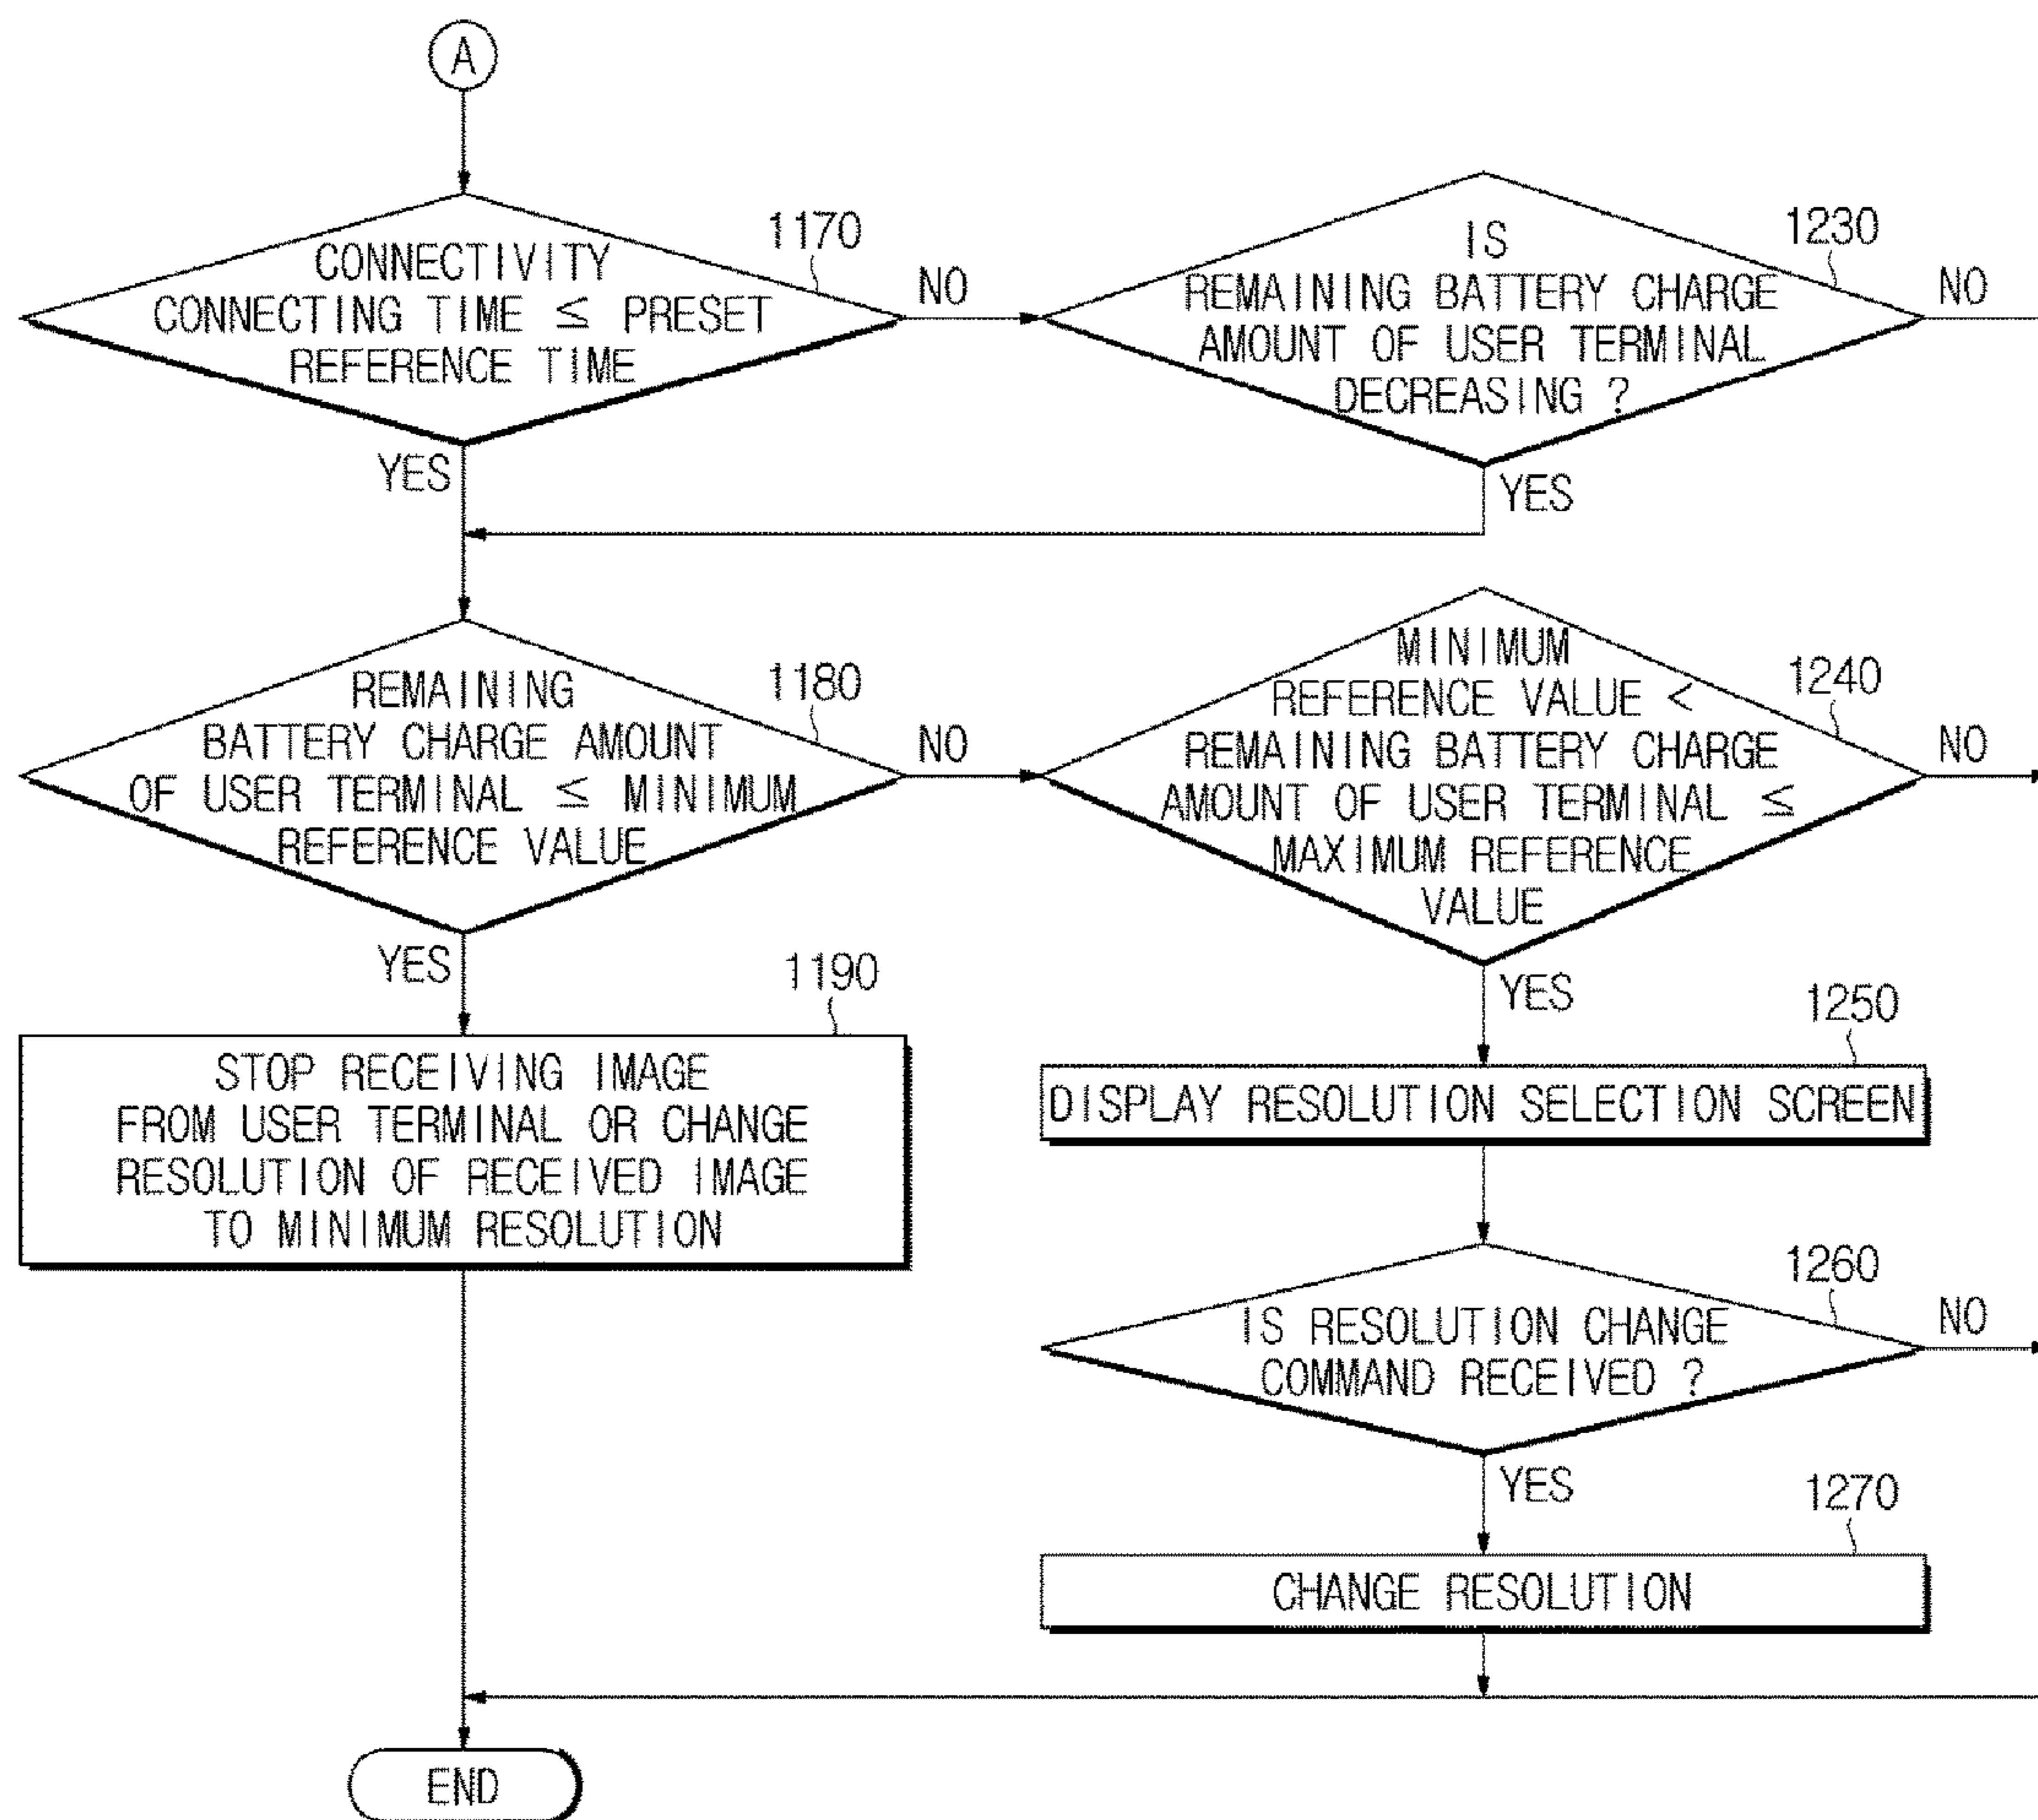 A
1170
CONNECTIVITY
CONNECTING TIME ≤ PRESET
REFERENCE TIME
NO
YES
1230
IS
REMAINING BATTERY CHARGE
AMOUNT OF USER TERMINAL
DECREASING ?
NO
YES
1180
REMAINING
BATTERY CHARGE AMOUNT
OF USER TERMINAL ≤ MINIMUM
REFERENCE VALUE
NO
YES
1240
MINIMUM
REFERENCE VALUE <
REMAINING BATTERY CHARGE
AMOUNT OF USER TERMINAL ≤
MAXIMUM REFERENCE
VALUE
NO
YES
1190
STOP RECEIVING IMAGE
FROM USER TERMINAL OR CHANGE
RESOLUTION OF RECEIVED IMAGE
TO MINIMUM RESOLUTION
1250
DISPLAY RESOLUTION SELECTION SCREEN
1260
IS RESOLUTION CHANGE
COMMAND RECEIVED ?
NO
YES
1270
CHANGE RESOLUTION
END